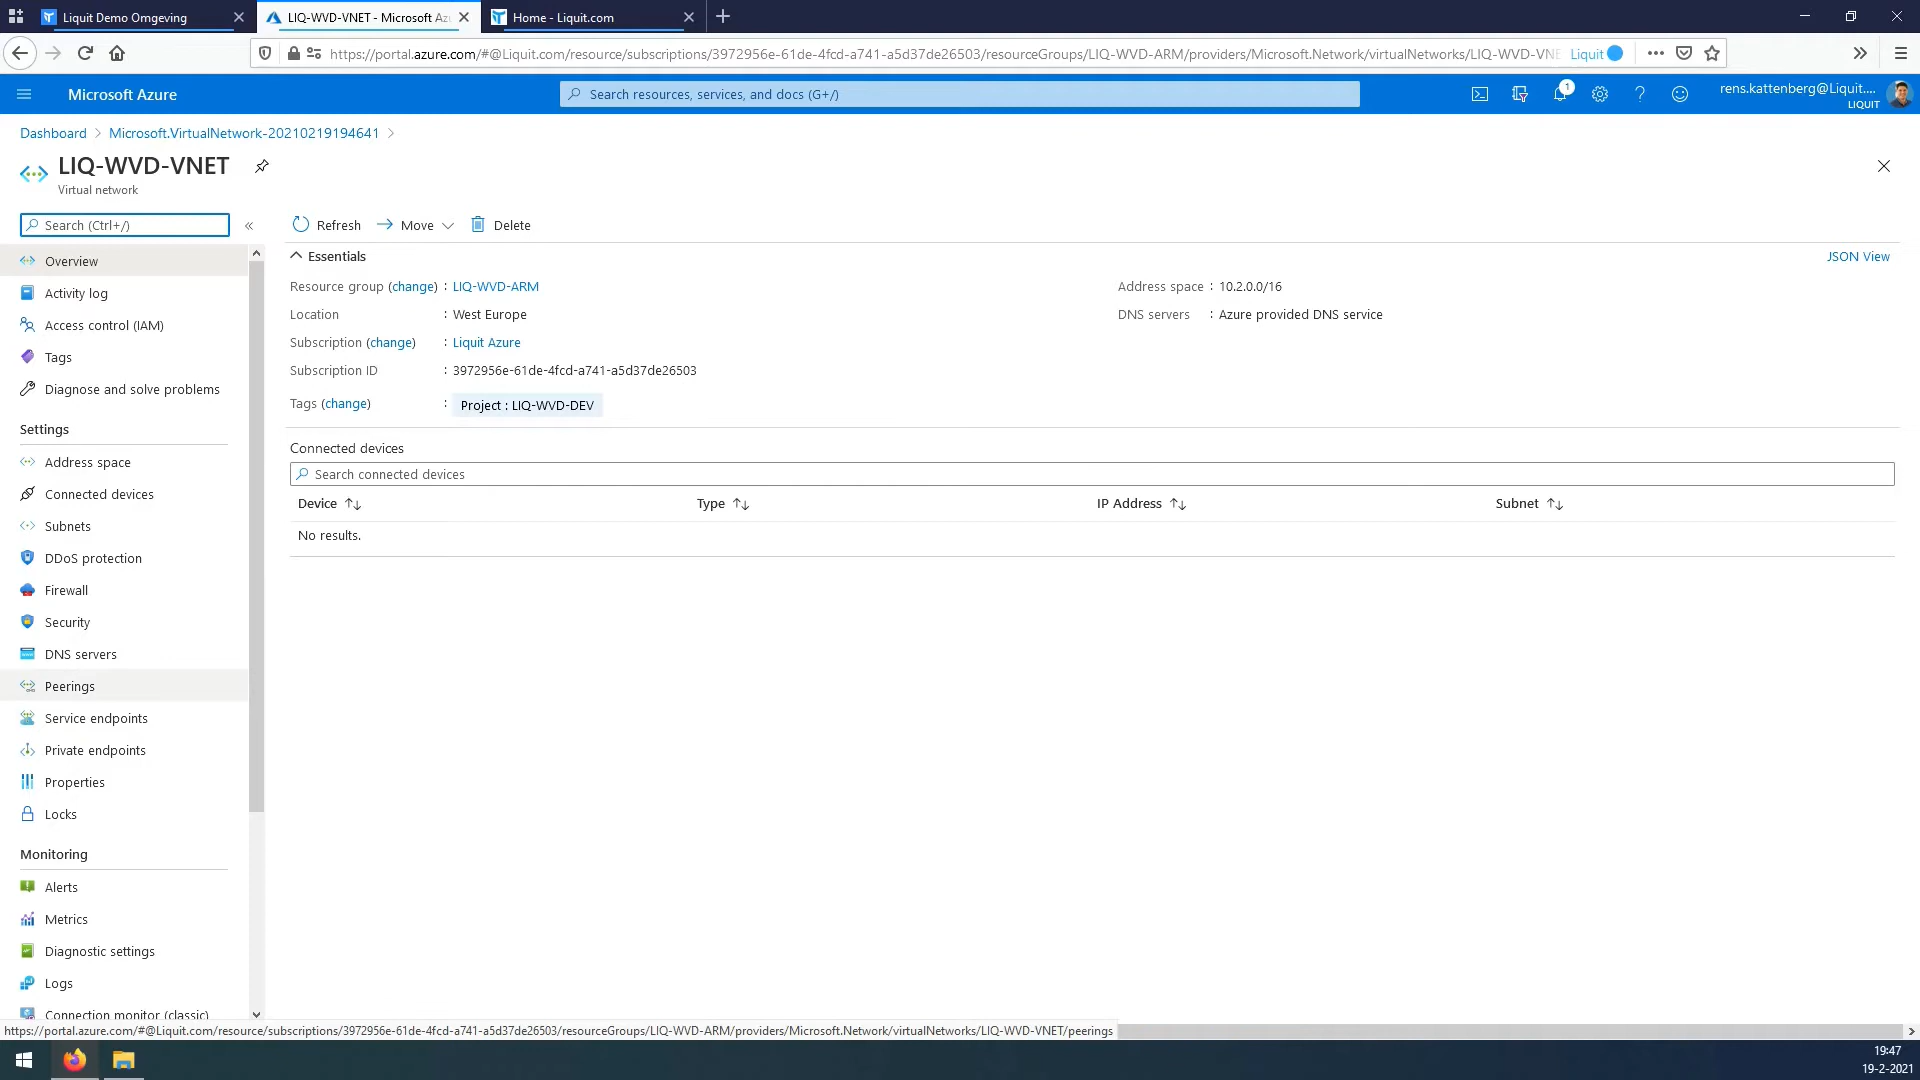 Liquit Demo Omgeving
LIQ-WVD-VNET - Microsoft Azu
Home - Liquit.com
https://portal.azure.com/#@Liquit.com/resource/subscriptions/3972956e-61de-4fcd-a741-a5d37de26503/resourceGroups/LIQ-WVD-ARM/providers/Microsoft.Network/virtualNetworks/LIQ-WVD-VNE
Liquit
Microsoft Azure
Search resources, services, and docs (G+/)
1
rens.kattenberg@Liquit....
LIQUIT
Dashboard
Microsoft.VirtualNetwork-20210219194641
LIQ-WVD-VNET
Virtual network
Search (Ctrl+/)
«
Refresh
Move
Delete
Overview
Activity log
Access control (IAM)
Tags
Diagnose and solve problems
Settings
Address space
Connected devices
Subnets
DDoS protection
Firewall
Security
DNS servers
Peerings
Service endpoints
Private endpoints
Properties
Locks
Monitoring
Alerts
Metrics
Diagnostic settings
Logs
Connection monitor (classic)
Essentials
JSON View
Resource group (change) : LIQ-WVD-ARM
Location : West Europe
Subscription (change) : Liquit Azure
Subscription ID : 3972956e-61de-4fcd-a741-a5d37de26503
Tags (change) : Project : LIQ-WVD-DEV
Address space : 10.2.0.0/16
DNS servers : Azure provided DNS service
Connected devices
Search connected devices
Device Type IP Address Subnet
No results.
https://portal.azure.com/#@Liquit.com/resource/subscriptions/3972956e-61de-4fcd-a741-a5d37de26503/resourceGroups/LIQ-WVD-ARM/providers/Microsoft.Network/virtualNetworks/LIQ-WVD-VNET/peerings
19:47
19-2-2021